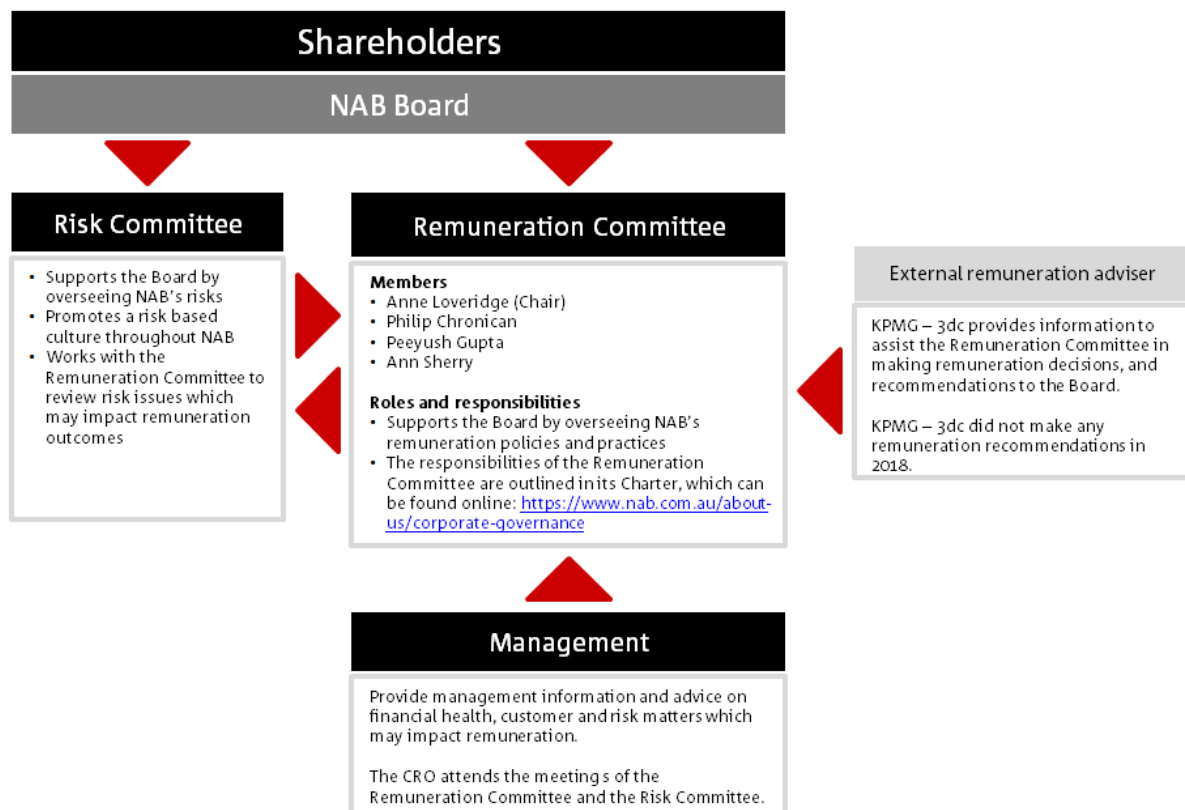 Shareholders
NAB Board
Risk Committee
• Supports the Board by
overseeing NAB's risks
• Promotes a risk based
culture throughout NAB
• Works with the
Remuneration Committee to
review risk issues which
may impact remuneration
outcomes
Remuneration Committee
Members
• Anne Loveridge (Chair)
• Philip Chronican
• Peeyush Gupta
• Ann Sherry
Roles and responsibilities
• Supports the Board by overseeing NAB's
remuneration policies and practices
• The responsibilities of the Remuneration
Committee are outlined in its Charter, which can
be found online: https://www.nab.com.au/about-
us/corporate-governance
External remuneration adviser
KPMG – 3dc provides information to
assist the Remuneration Committee in
making remuneration decisions, and
recommendations to the Board.
KPMG – 3dc did not make any
remuneration recommendations in
2018.
Management
Provide management information and advice on
financial health, customer and risk matters which
may impact remuneration.
The CRO attends the meeting s of the
Remuneration Committee and the Risk Committee.